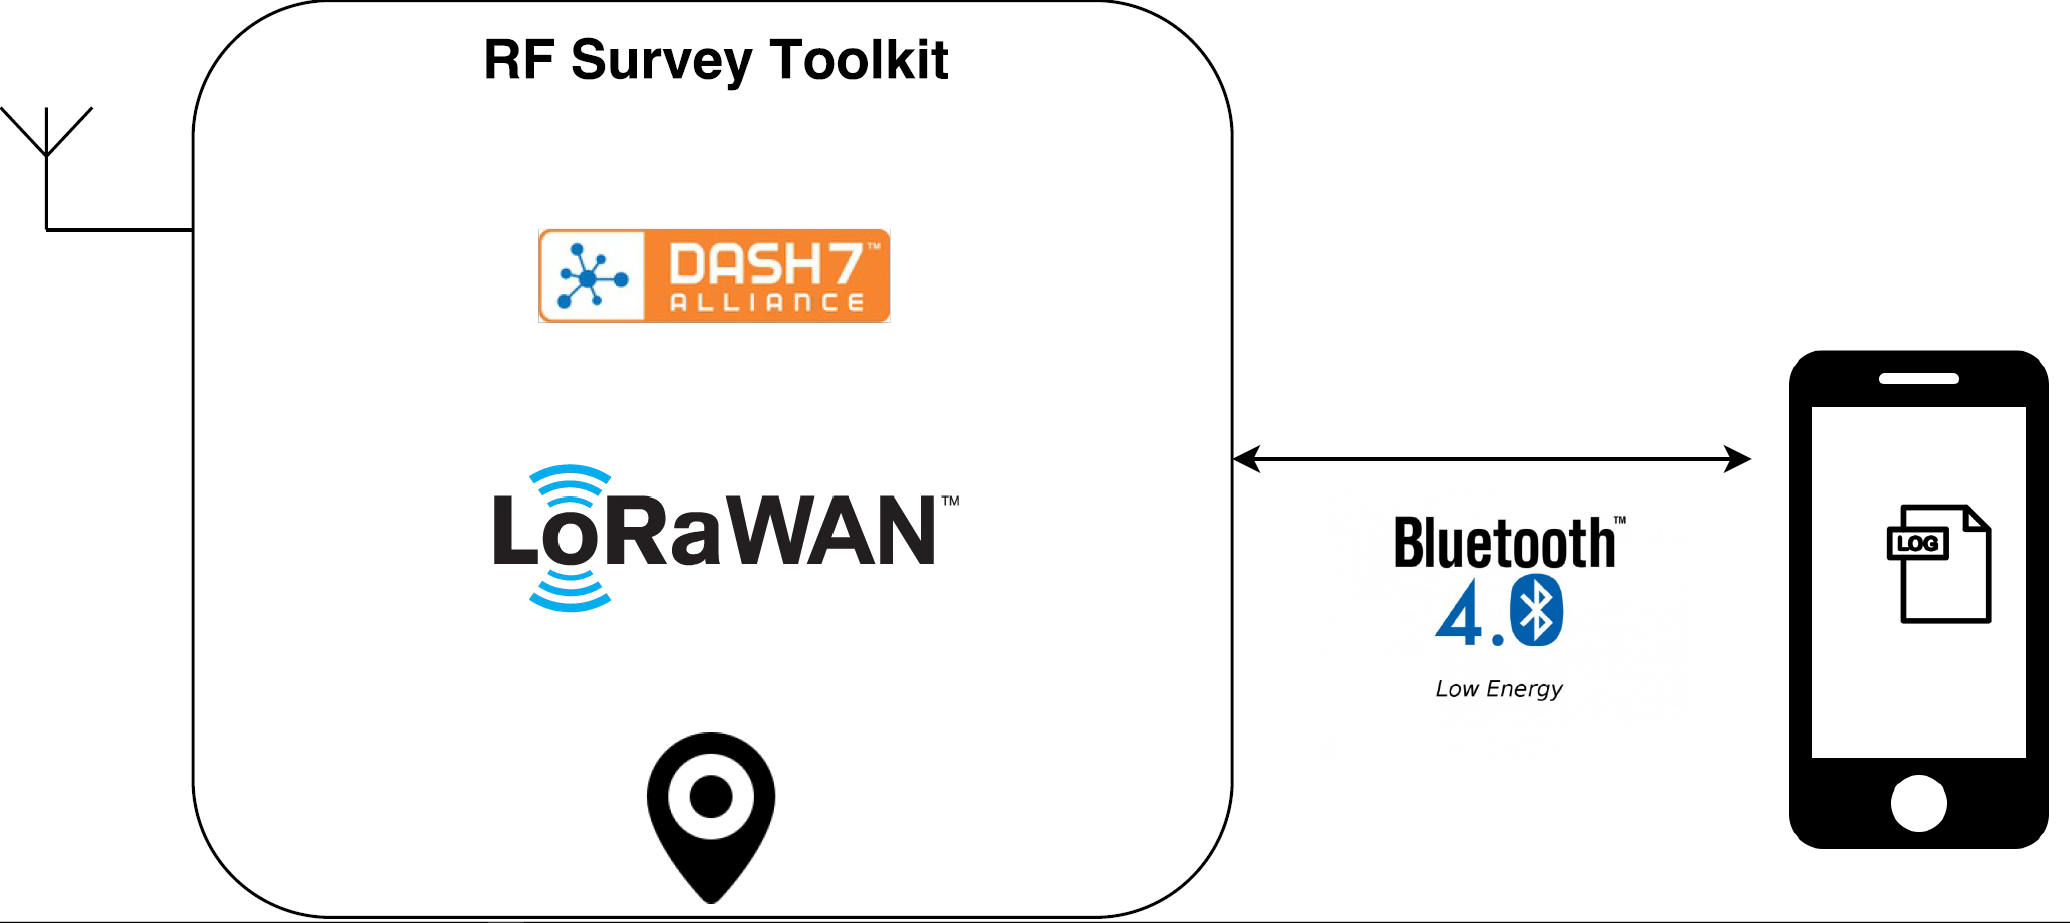 RF Survey Toolkit
DASH7™
ALLIANCE
LoRaWAN™
Bluetooth™
4.0
Low Energy
LOG